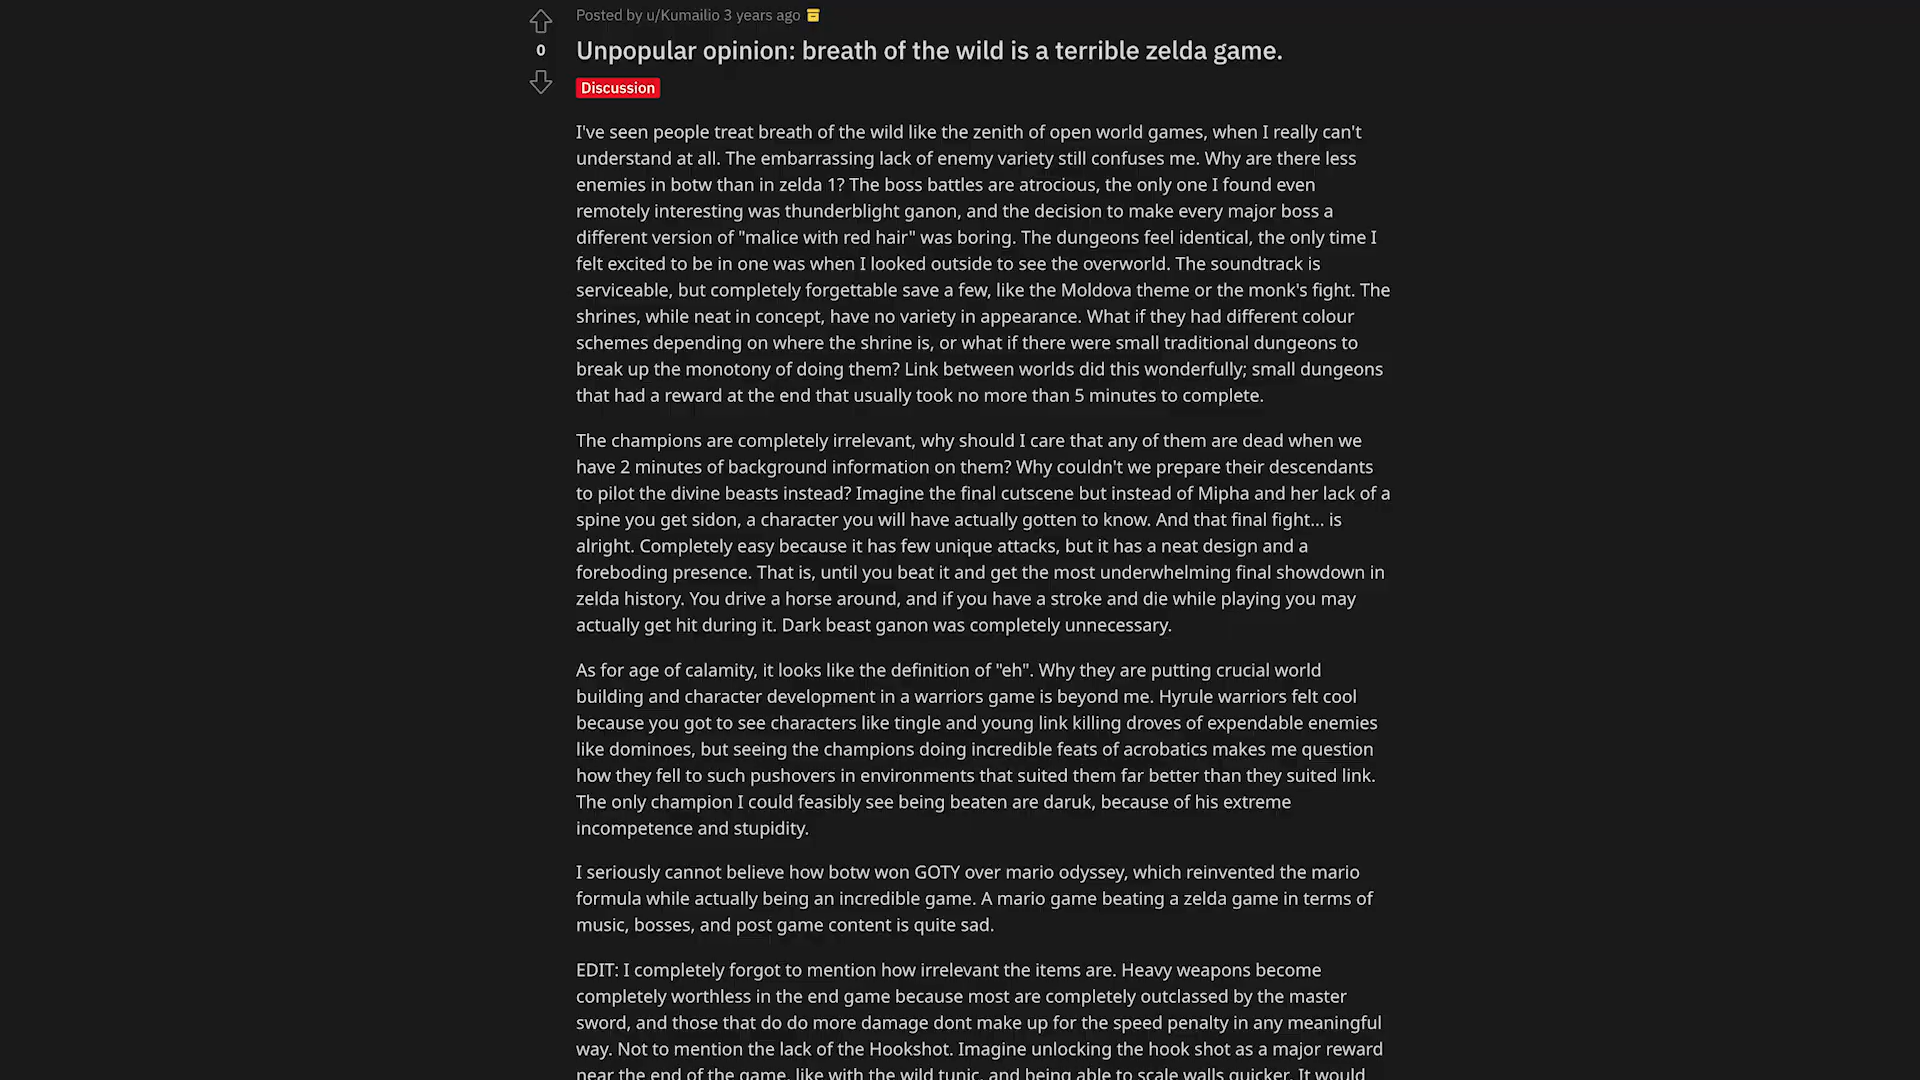 Posted by u/Kumailio 3 years ago
0
Unpopular opinion: breath of the wild is a terrible zelda game.
Discussion
I've seen people treat breath of the wild like the zenith of open world games, when I really can't
understand at all. The embarrassing lack of enemy variety still confuses me. Why are there less
enemies in botw than in zelda 1? The boss battles are atrocious, the only one I found even
remotely interesting was thunderblight ganon, and the decision to make every major boss a
different version of "malice with red hair" was boring. The dungeons feel identical, the only time I
felt excited to be in one was when I looked outside to see the overworld. The soundtrack is
serviceable, but completely forgettable save a few, like the Moldova theme or the monk's fight. The
shrines, while neat in concept, have no variety in appearance. What if they had different colour
schemes depending on where the shrine is, or what if there were small traditional dungeons to
break up the monotony of doing them? Link between worlds did this wonderfully; small dungeons
that had a reward at the end that usually took no more than 5 minutes to complete.
The champions are completely irrelevant, why should I care that any of them are dead when we
have 2 minutes of background information on them? Why couldn't we prepare their descendants
to pilot the divine beasts instead? Imagine the final cutscene but instead of Mipha and her lack of a
spine you get sidon, a character you will have actually gotten to know. And that final fight... is
alright. Completely easy because it has few unique attacks, but it has a neat design and a
foreboding presence. That is, until you beat it and get the most underwhelming final showdown in
zelda history. You drive a horse around, and if you have a stroke and die while playing you may
actually get hit during it. Dark beast ganon was completely unnecessary.
As for age of calamity, it looks like the definition of "eh". Why they are putting crucial world
building and character development in a warriors game is beyond me. Hyrule warriors felt cool
because you got to see characters like tingle and young link killing droves of expendable enemies
like dominoes, but seeing the champions doing incredible feats of acrobatics makes me question
how they fell to such pushovers in environments that suited them far better than they suited link.
The only champion I could feasibly see being beaten are daruk, because of his extreme
incompetence and stupidity.
I seriously cannot believe how botw won GOTY over mario odyssey, which reinvented the mario
formula while actually being an incredible game. A mario game beating a zelda game in terms of
music, bosses, and post game content is quite sad.
EDIT: I completely forgot to mention how irrelevant the items are. Heavy weapons become
completely worthless in the end game because most are completely outclassed by the master
sword, and those that do do more damage dont make up for the speed penalty in any meaningful
way. Not to mention the lack of the Hookshot. Imagine unlocking the hook shot as a major reward
near the end of the game, like with the wild tunic, and being able to scale walls quicker. It would